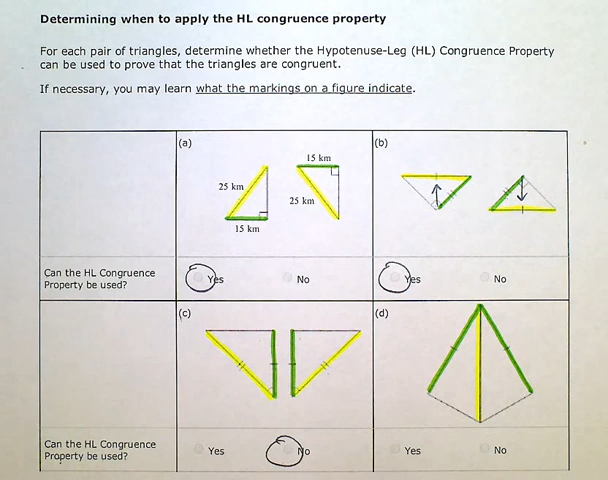 Determining when to apply the HL congruence property
For each pair of triangles, determine whether the Hypotenuse-Leg (HL) Congruence Property
can be used to prove that the triangles are congruent.
If necessary, you may learn what the markings on a figure indicate.
(a)
(b)
15 km
25 km
25 km
15 km
Can the HL Congruence
Property be used?
Yes
No
Yes
No
(c)
(d)
Can the HL Congruence
Property be used?
Yes
No
Yes
No